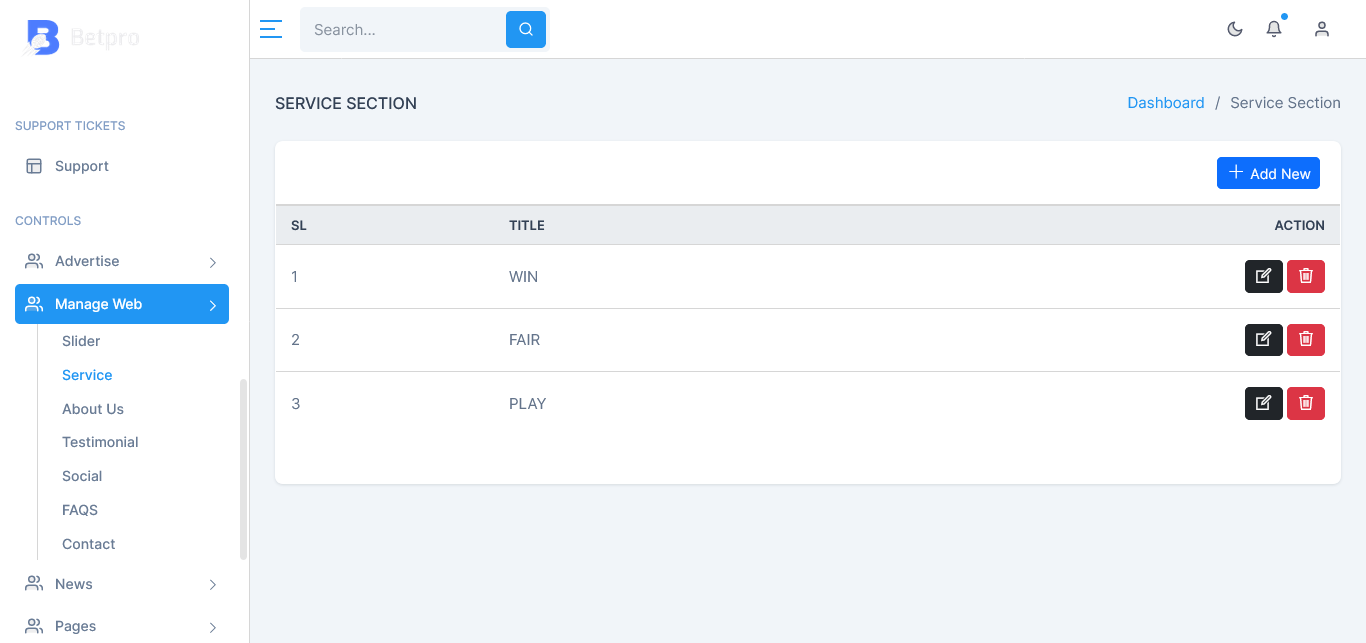 Betpro
Search...
SUPPORT TICKETS
Support
CONTROLS
Advertise
Manage Web
Slider
Service
About Us
Testimonial
Social
FAQS
Contact
News
Pages
SERVICE SECTION
Dashboard / Service Section
Add New
SL TITLE ACTION
1 WIN
2 FAIR
3 PLAY